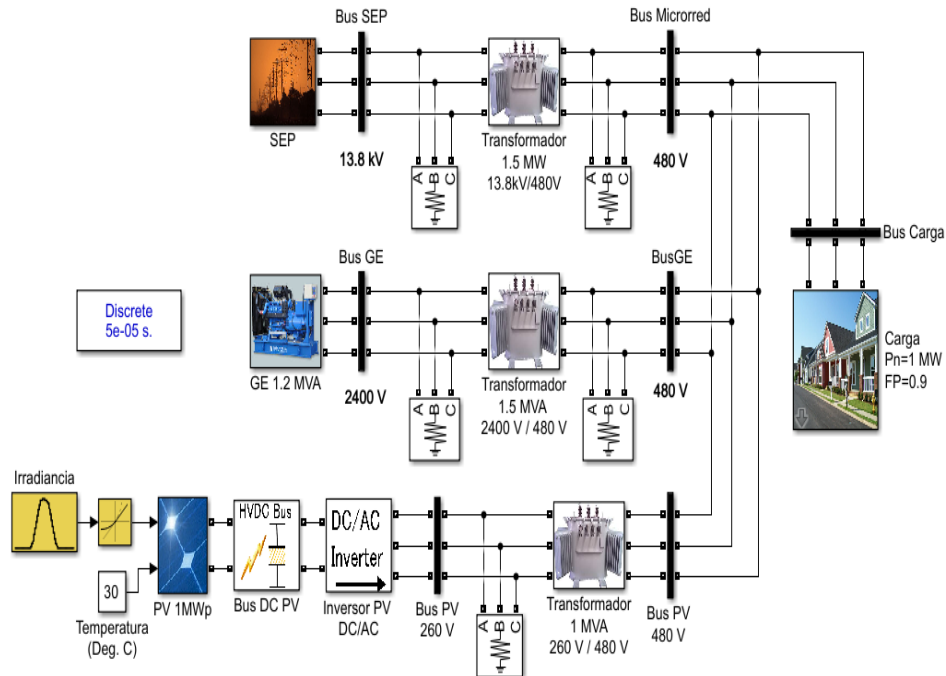 Bus SEP
Bus Microrred
SEP
13.8 kV
Transformador
1.5 MW
13.8kV/480V
480 V
A B C
A B C
Bus Carga
Bus GE
BusGE
Discrete
5e-05 s.
GE 1.2 MVA
2400 V
Transformador
1.5 MVA
2400 V / 480 V
480 V
Carga
Pn=1 MW
FP=0.9
A B C
A B C
Irradiancia
HVDC Bus
DC/AC
Inverter
30
PV 1MWp
Bus DC PV
Inversor PV
DC/AC
Bus PV
260 V
Temperatura
(Deg. C)
A B C
Transformador
1 MVA
260 V / 480 V
Bus PV
480 V